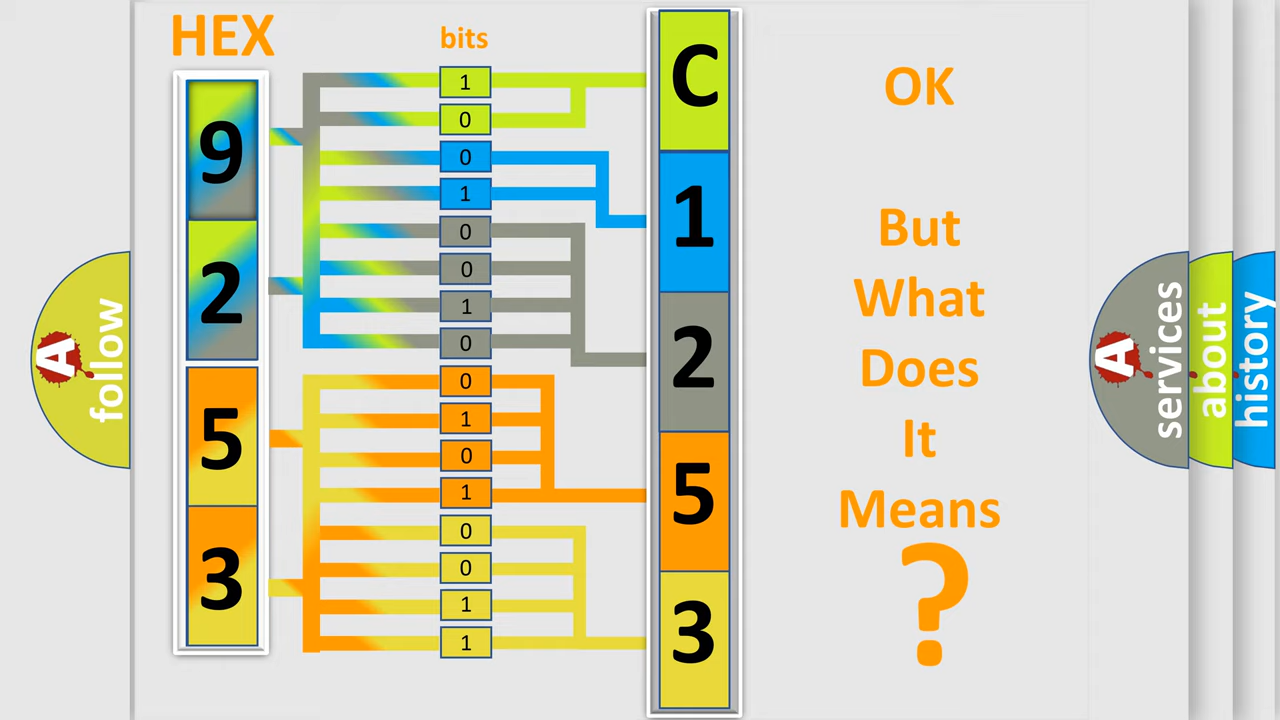 HEX
bits
9
2
5
3
1
0
0
1
0
0
1
0
0
1
0
1
0
0
1
1
C
1
2
5
3
OK
But
What
Does
It
Means
?
A
follow
A
services
about
history